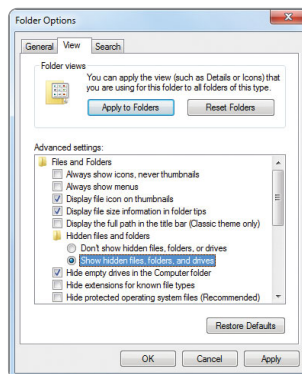 Folder Options
General View Search
Folder views
You can apply the view (such as Details or Icons) that
you are using for this folder to all folders of this type.
Apply to Folders Reset Folders
Advanced settings:
Files and Folders
Always show icons, never thumbnails
Always show menus
Display file icon on thumbnails
Display file size information in folder tips
Display the full path in the title bar (Classic theme only)
Hidden files and folders
Don't show hidden files, folders, or drives
Show hidden files, folders, and drives
Hide empty drives in the Computer folder
Hide extensions for known file types
Hide protected operating system files (Recommended)
Restore Defaults
OK Cancel Apply